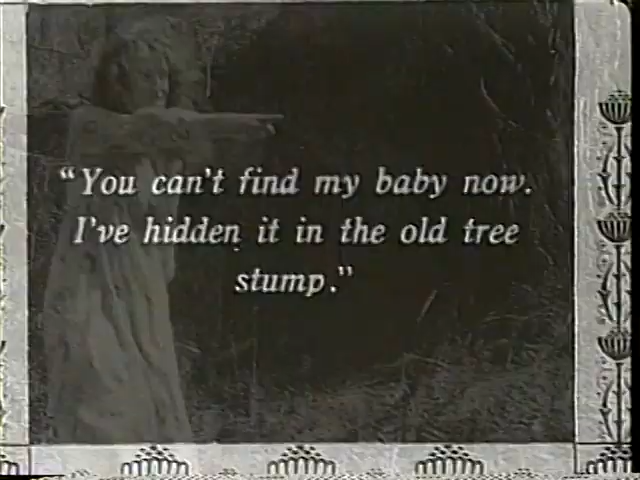 “You can't find my baby now.
I've hidden it in the old tree
stump.”